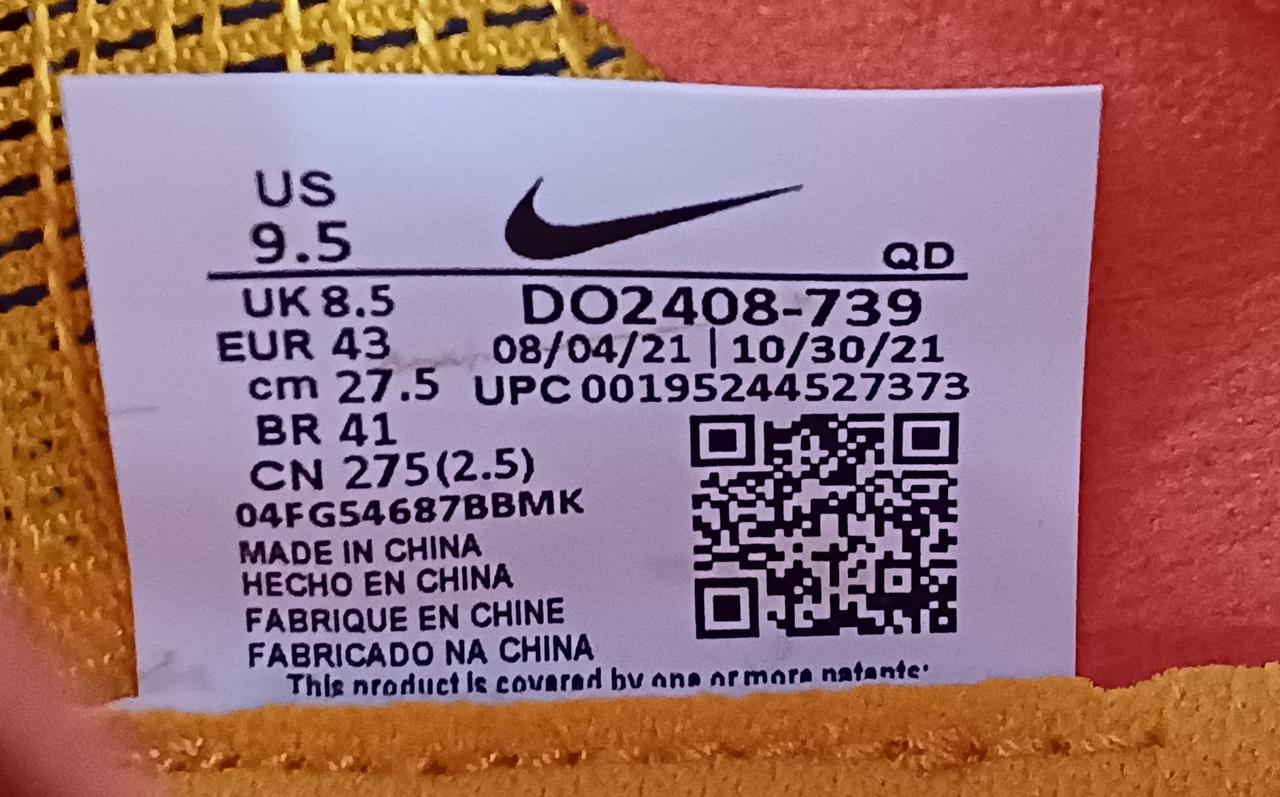 US
9.5
QD
UK 8.5
DO2408-739
EUR 43
08/04/21 | 10/30/21
cm 27.5
UPC 00195244527373
BR 41
CN 275(2.5)
04FG54687BBMK
MADE IN CHINA
HECHO EN CHINA
FABRIQUE EN CHINE
FABRICADO NA CHINA
This product is covered by one or more patents